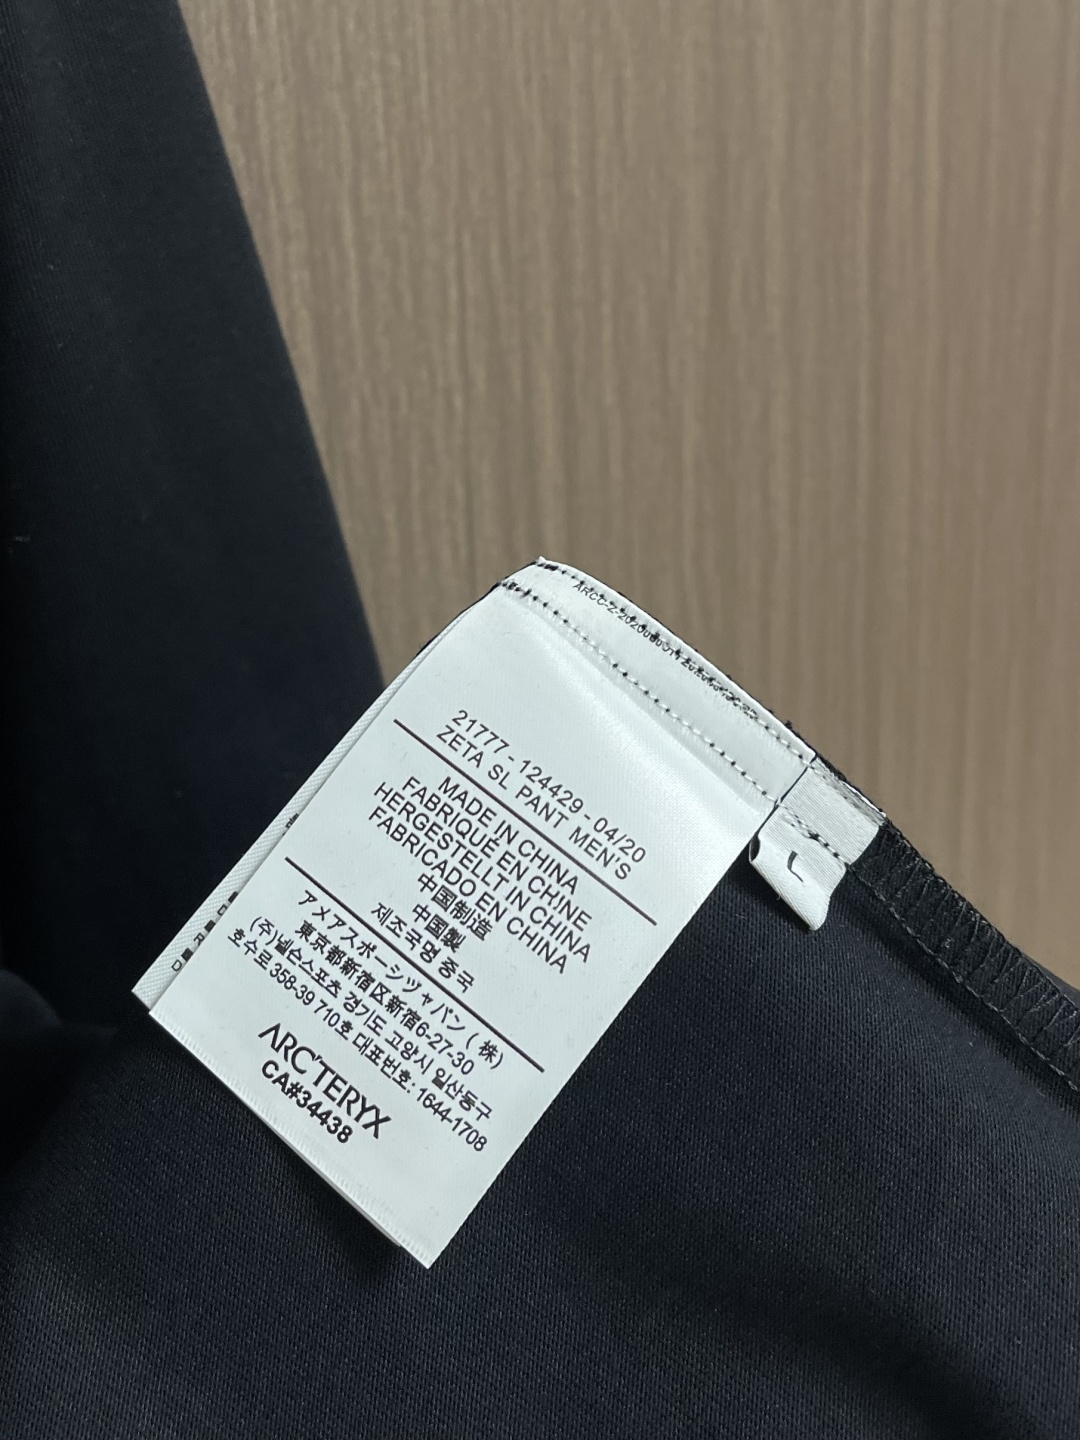 21777-124429-04/20
ZETA SL PANT MEN'S
MADE IN CHINA
FABRIQUÉ EN CHINE
HERGESTELLT IN CHINA
FABRICADO EN CHINA
中国制造
中國製
제조국명 중국
アメアスポーツジャパン(株)
東京都新宿区新宿6-27-30
(주)넬슨스포츠 경기도 고양시 일산동구
호수로 358-39 710호 대표번호: 1644-1708
ARC'TERYX
CA#34438
L